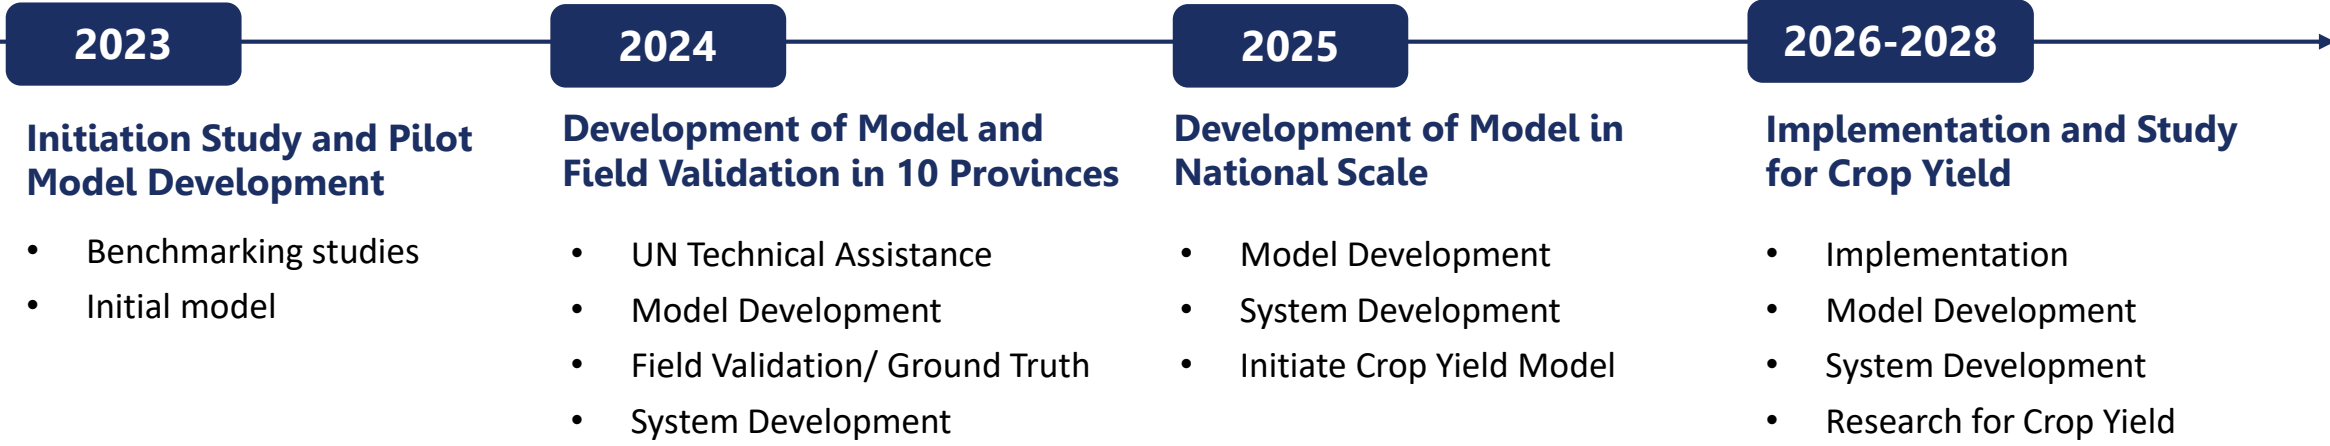 2023
Initiation Study and Pilot
Model Development
• Benchmarking studies
• Initial model
2024
Development of Model and
Field Validation in 10 Provinces
• UN Technical Assistance
• Model Development
• Field Validation/ Ground Truth
• System Development
2025
Development of Model in
National Scale
• Model Development
• System Development
• Initiate Crop Yield Model
2026-2028
Implementation and Study
for Crop Yield
• Implementation
• Model Development
• System Development
• Research for Crop Yield